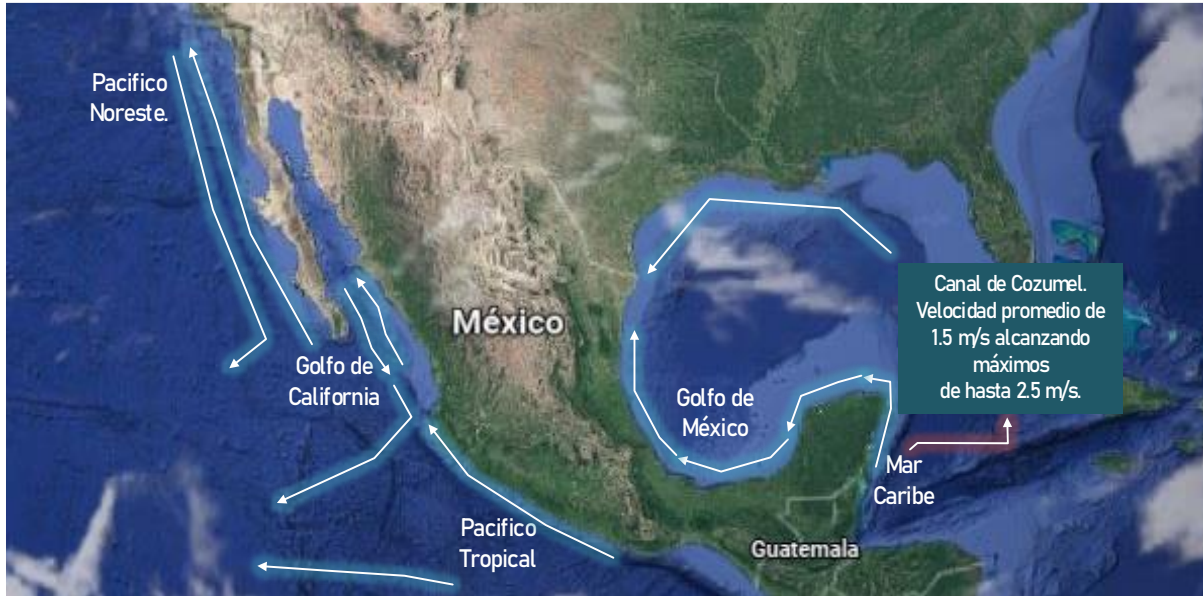 Pacifico
Noreste.
México
Golfo de
California
Golfo de
México
Canal de Cozumel.
Velocidad promedio de
1.5 m/s alcanzando
máximos
de hasta 2.5 m/s.
Mar
Caribe
Pacifico
Tropical
Guatemala